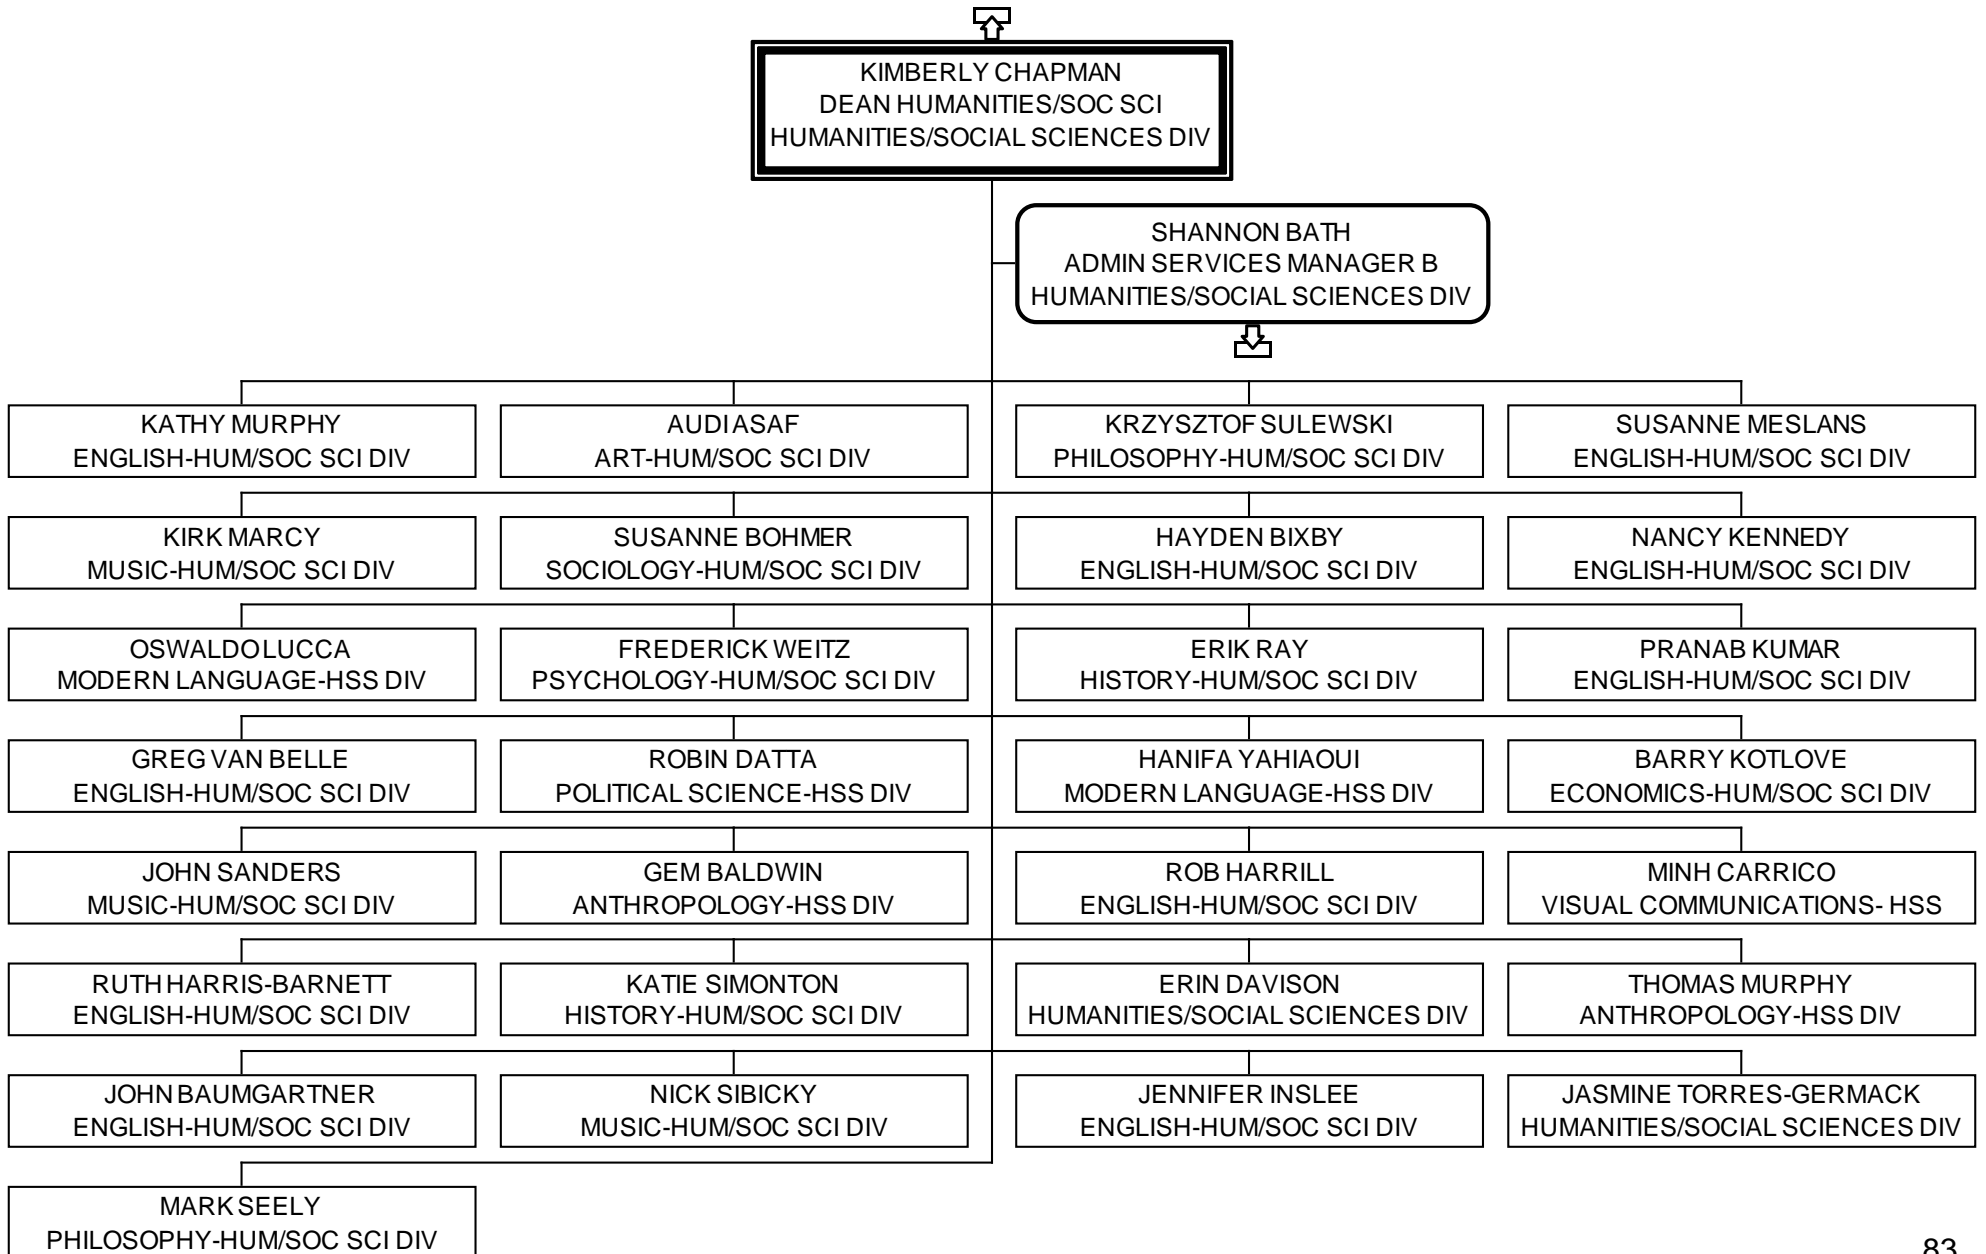 KIMBERLY CHAPMAN
DEAN HUMANITIES/SOC SCI
HUMANITIES/SOCIAL SCIENCES DIV
SHANNON BATH
ADMIN SERVICES MANAGER B
HUMANITIES/SOCIAL SCIENCES DIV
KATHY MURPHY
ENGLISH-HUM/SOC SCI DIV
AUDI ASAF
ART-HUM/SOC SCI DIV
KRZYSZTOF SULEWSKI
PHILOSOPHY-HUM/SOC SCI DIV
SUSANNE MESLANS
ENGLISH-HUM/SOC SCI DIV
KIRK MARCY
MUSIC-HUM/SOC SCI DIV
SUSANNE BOHMER
SOCIOLOGY-HUM/SOC SCI DIV
HAYDEN BIXBY
ENGLISH-HUM/SOC SCI DIV
NANCY KENNEDY
ENGLISH-HUM/SOC SCI DIV
OSWALDO LUCCA
MODERN LANGUAGE-HSS DIV
FREDERICK WEITZ
PSYCHOLOGY-HUM/SOC SCI DIV
ERIK RAY
HISTORY-HUM/SOC SCI DIV
PRANAB KUMAR
ENGLISH-HUM/SOC SCI DIV
GREG VAN BELLE
ENGLISH-HUM/SOC SCI DIV
ROBIN DATTA
POLITICAL SCIENCE-HSS DIV
HANIFA YAHIAOUI
MODERN LANGUAGE-HSS DIV
BARRY KOTLOVE
ECONOMICS-HUM/SOC SCI DIV
JOHN SANDERS
MUSIC-HUM/SOC SCI DIV
GEM BALDWIN
ANTHROPOLOGY-HSS DIV
ROB HARRILL
ENGLISH-HUM/SOC SCI DIV
MINH CARRICO
VISUAL COMMUNICATIONS- HSS
RUTH HARRIS-BARNETT
ENGLISH-HUM/SOC SCI DIV
KATIE SIMONTON
HISTORY-HUM/SOC SCI DIV
ERIN DAVISON
HUMANITIES/SOCIAL SCIENCES DIV
THOMAS MURPHY
ANTHROPOLOGY-HSS DIV
JOHN BAUMGARTNER
ENGLISH-HUM/SOC SCI DIV
NICK SIBICKY
MUSIC-HUM/SOC SCI DIV
JENNIFER INSLEE
ENGLISH-HUM/SOC SCI DIV
JASMINE TORRES-GERMACK
HUMANITIES/SOCIAL SCIENCES DIV
MARK SEELY
PHILOSOPHY-HUM/SOC SCI DIV
83